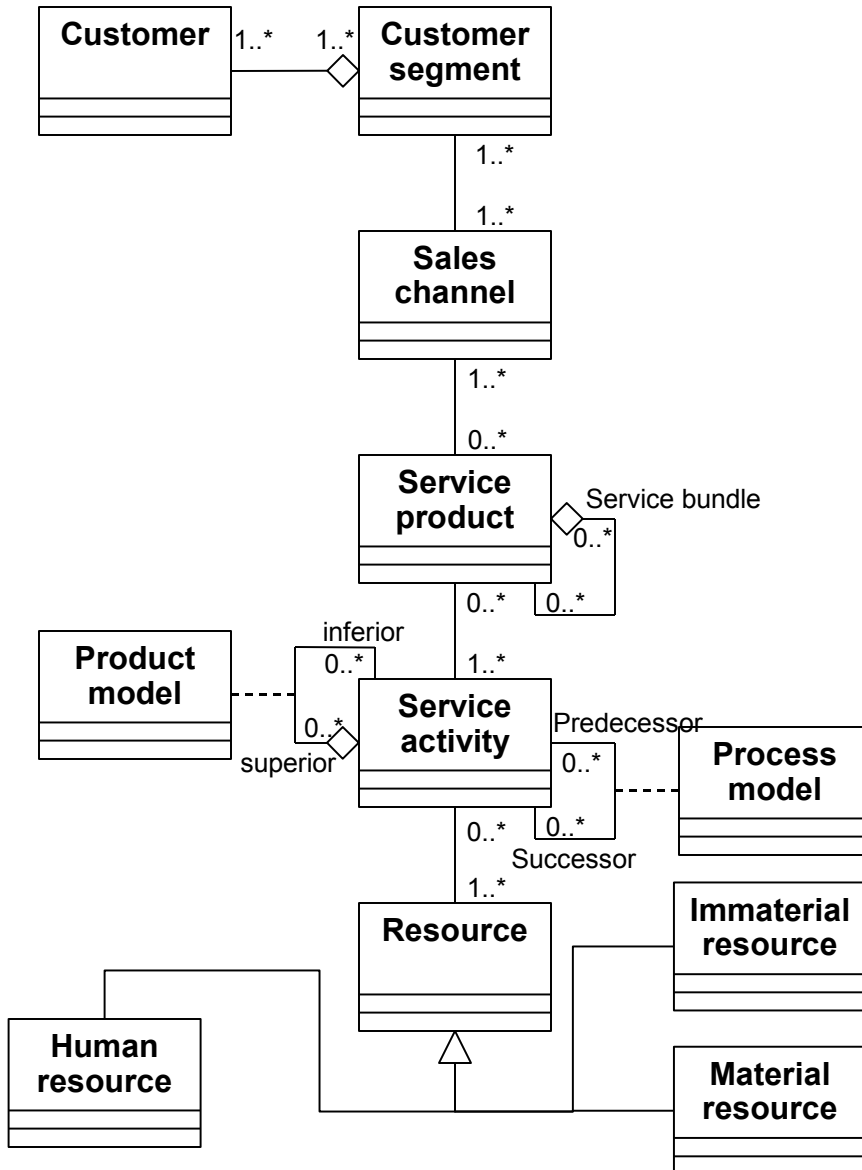 Customer
1..*
1..*
Customer
segment
1..*
1..*
Sales
channel
1..*
0..*
Service
product
Service bundle
0..*
0..*
0..*
inferior
0..*
1..*
Product
model
0..*
superior
Service
activity
Predecessor
0..*
0..*
Successor
Process
model
0..*
1..*
Resource
Immaterial
resource
Human
resource
Material
resource